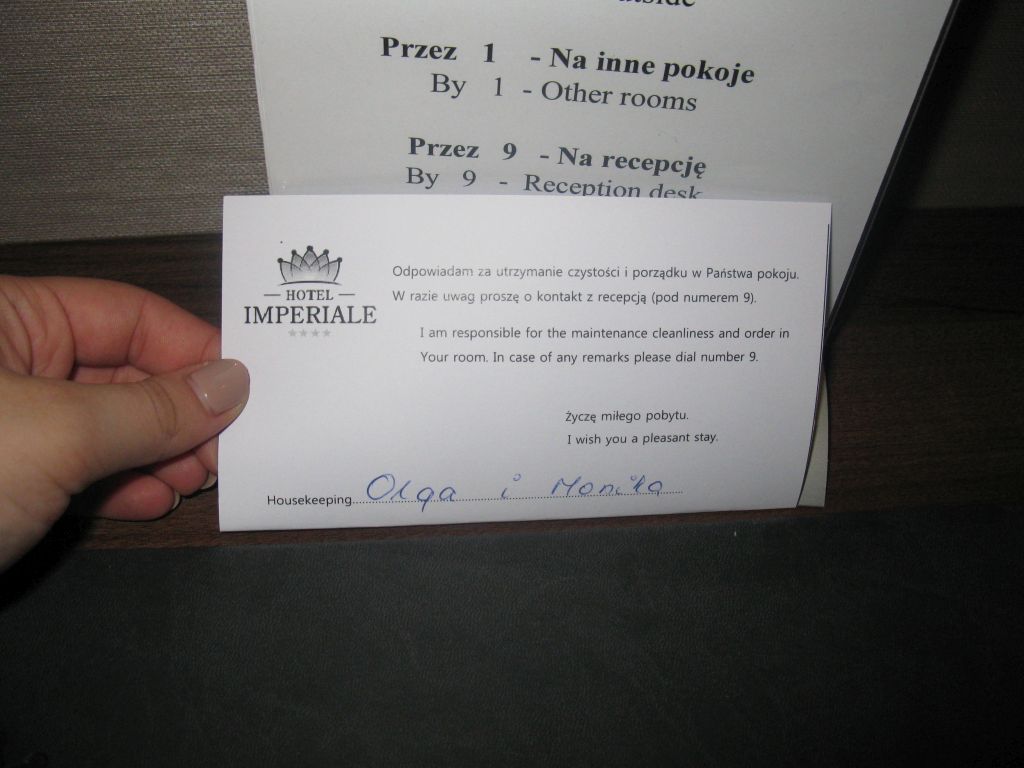 Przez 1 - Na inne pokoje
By 1 - Other rooms
Przez 9 - Na recepcję
By 9 - Reception desk
HOTEL
IMPERIALE
Odpowiadam za utrzymanie czystości i porządku w Państwa pokoju.
W razie uwag proszę o kontakt z recepcją (pod numerem 9).
I am responsible for the maintenance cleanliness and order in
Your room. In case of any remarks please dial number 9.
Życzę miłego pobytu.
I wish you a pleasant stay.
Housekeeping Olga i Monika